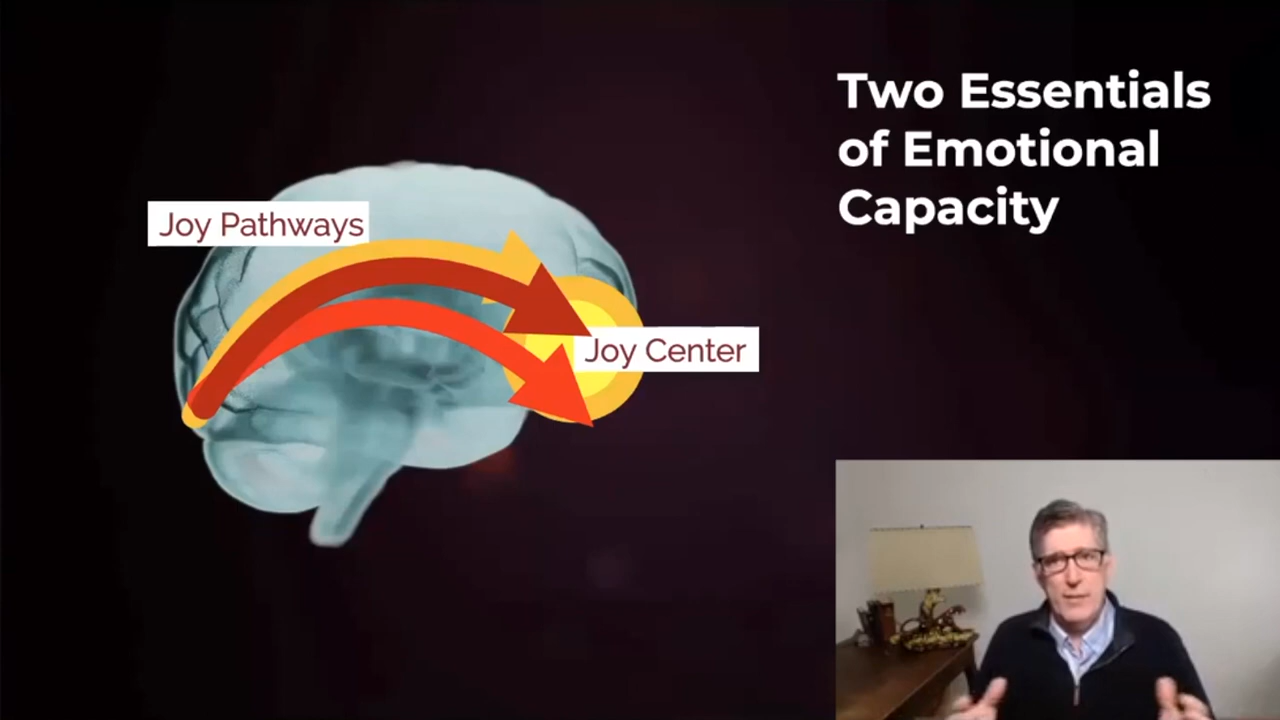 Two Essentials
of Emotional
Capacity
Joy Pathways
Joy Center